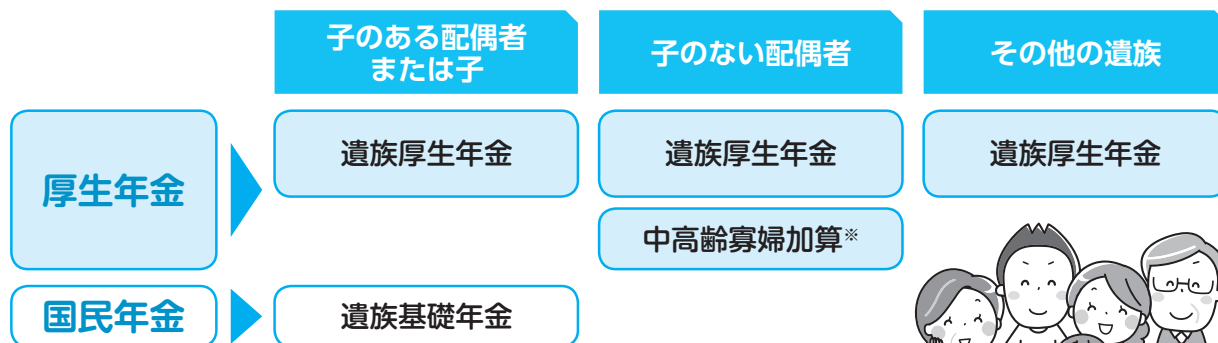 子のある配偶者
または子
子のない配偶者
その他の遺族
厚生年金
遺族厚生年金
遺族厚生年金
遺族厚生年金
中高齢寡婦加算※
国民年金
遺族基礎年金